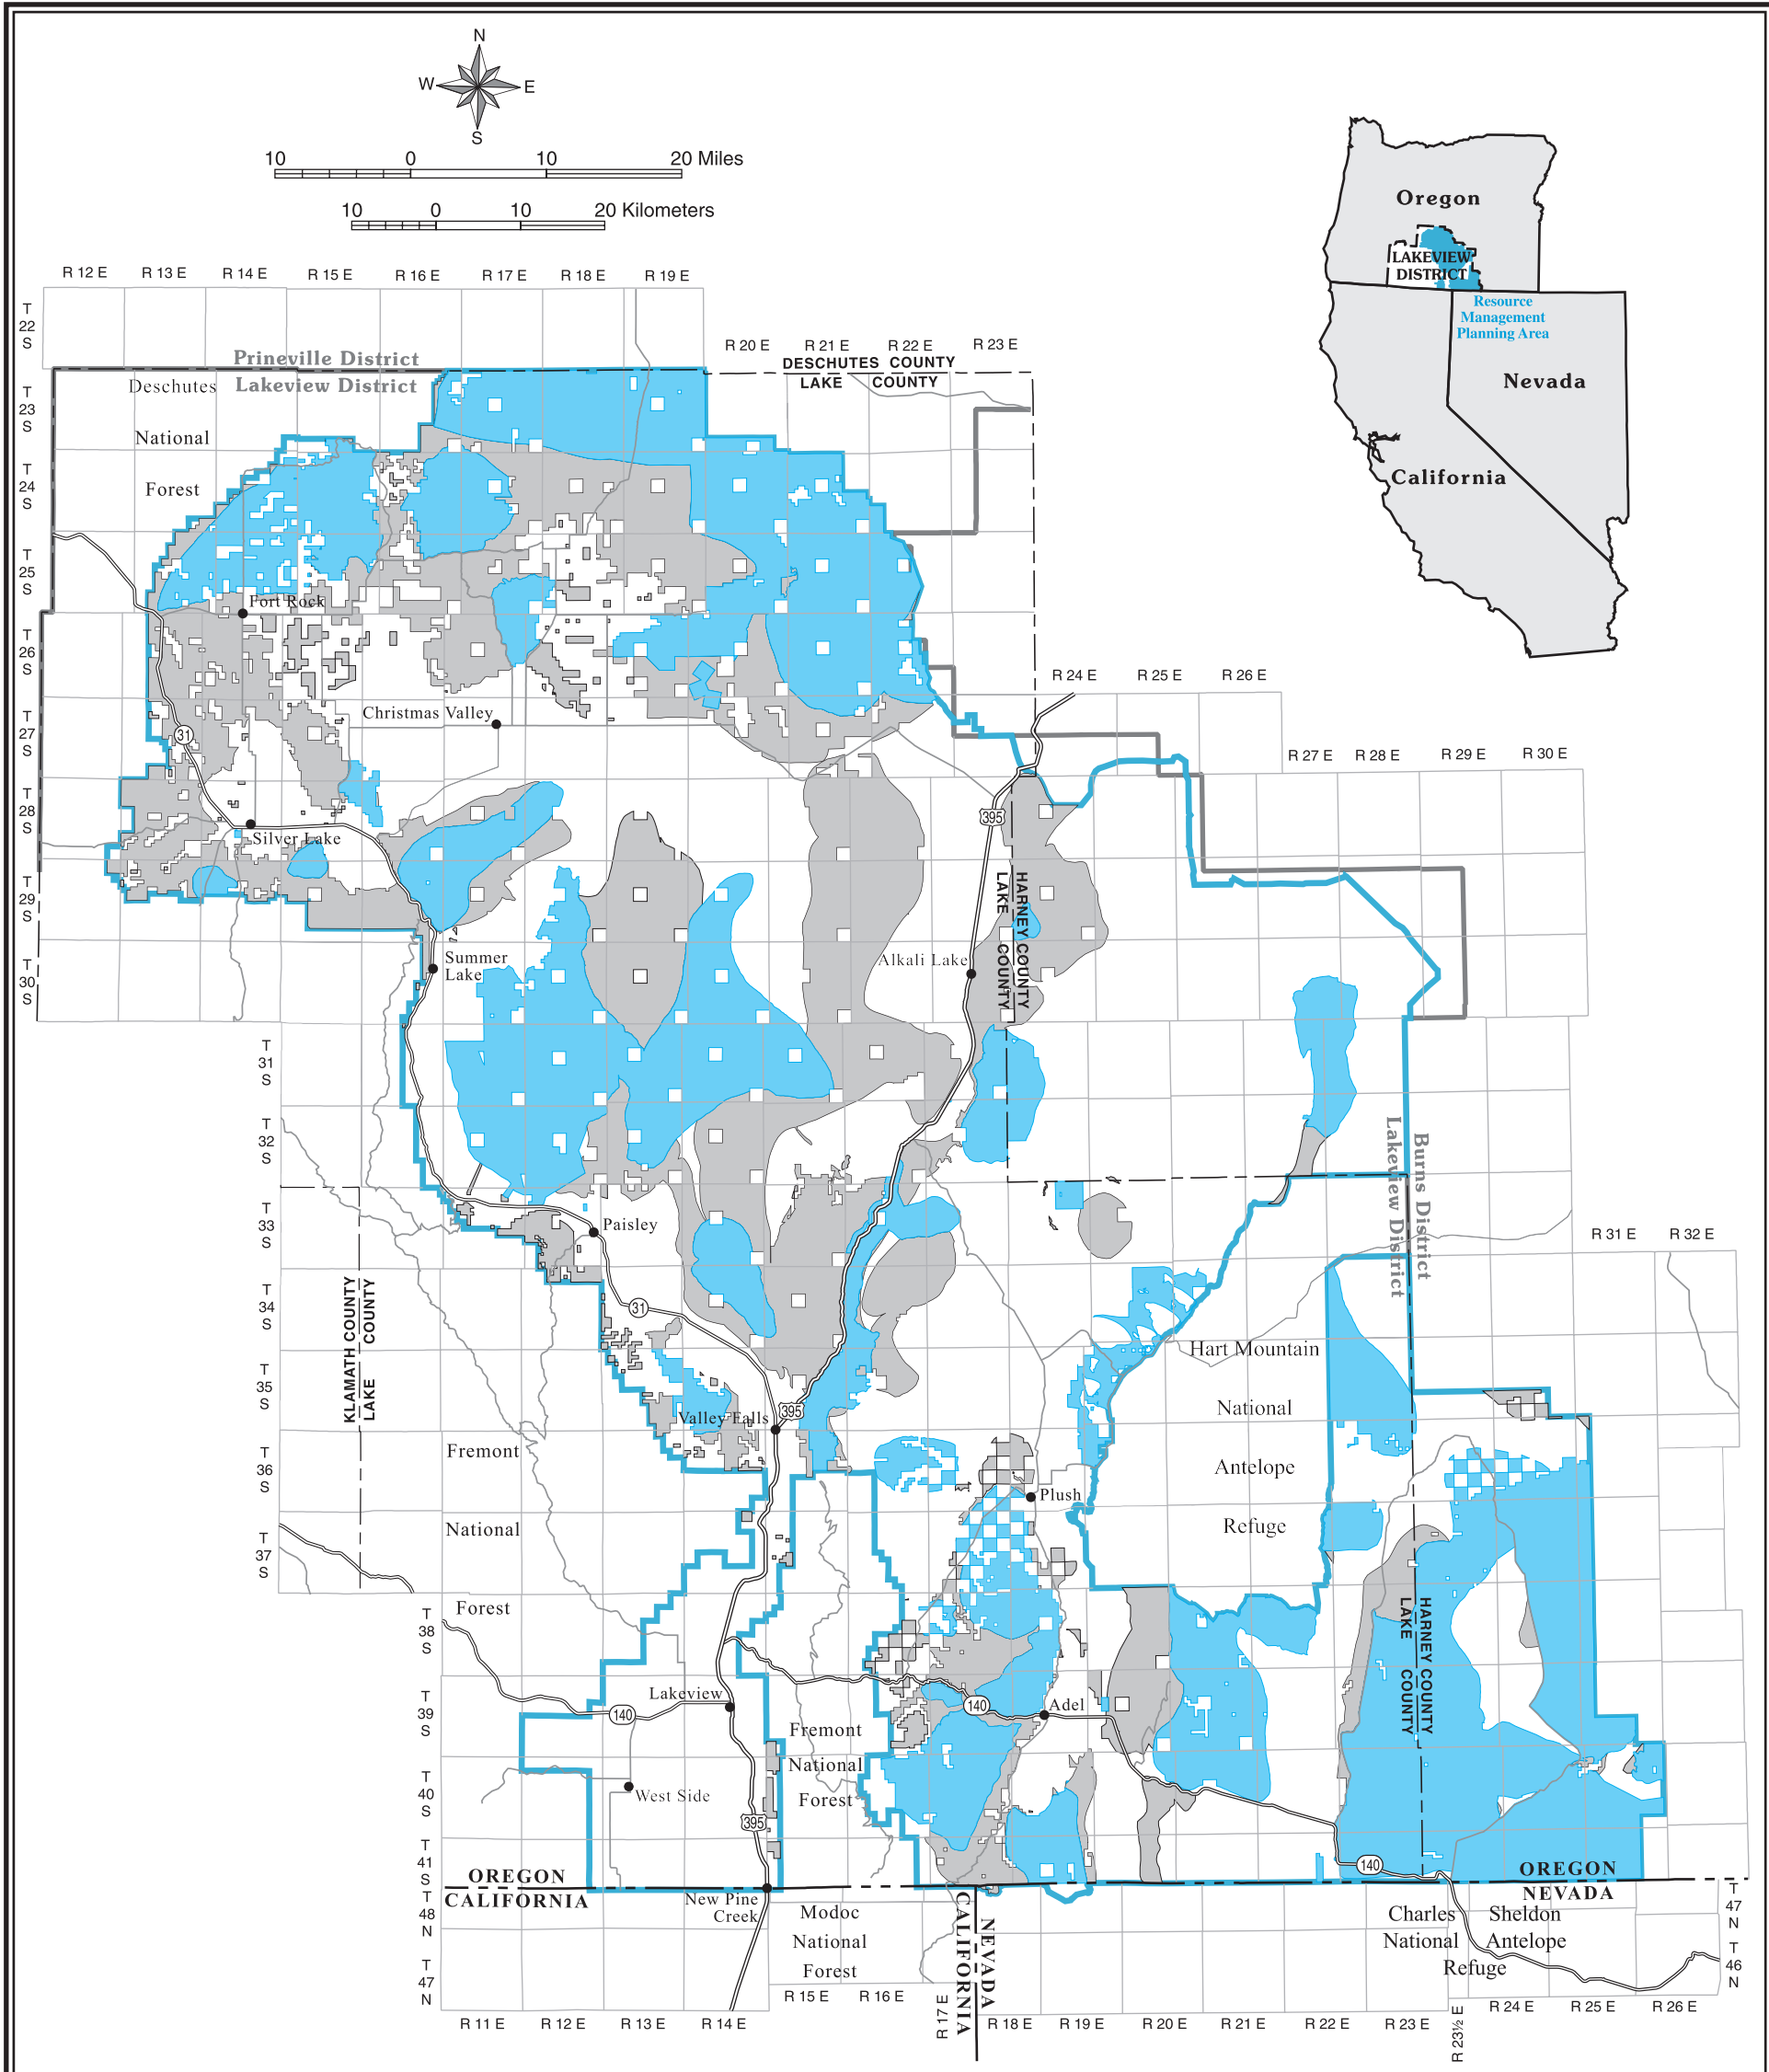 N
W E
S
10 0 10 20 Miles
10 0 10 20 Kilometers
Oregon
LAKEVIEW
DISTRICT
Resource
Management
Planning Area
Nevada
California
R 12 E R 13 E R 14 E R 15 E R 16 E R 17 E R 18 E R 19 E
T
22
S
R 20 E R 21 E R 22 E R 23 E
Prineville District
Lakeview District
DESCHUTES COUNTY
LAKE COUNTY
Deschutes
National
Forest
T
23
S
T
24
S
T
25
S
Fort Rock
T
26
S
R 24 E R 25 E R 26 E
Christmas Valley
T
27
S
31
R 27 E R 28 E R 29 E R 30 E
T
28
S
395
Silver Lake
T
29
S
HARNEY COUNTY
LAKE COUNTY
Summer
Lake
Alkali Lake
T
30
S
T
31
S
T
32
S
Burns District
Lakeview District
T
33
S
Paisley
R 31 E R 32 E
KLAMATH COUNTY
LAKE COUNTY
T
34
S
31
Hart Mountain
National
Antelope
Refuge
T
35
S
395
Valley Falls
Fremont
National
Forest
T
36
S
Plush
T
37
S
T
38
S
HARNEY COUNTY
LAKE COUNTY
Lakeview
T
39
S
140
140
Adel
Fremont
National
Forest
T
40
S
West Side
395
T
41
S
140
OREGON
CALIFORNIA
OREGON
NEVADA
New Pine
Creek
T
48
N
Modoc
National
Forest
CALIFORNIA
NEVADA
Charles Sheldon
National Antelope
Refuge
T
47
N
T
46
N
T
47
N
R 15 E R 16 E
R 17 E
R 11 E R 12 E R 13 E R 14 E
R 18 E R 19 E R 20 E R 21 E R 22 E R 23 E
R 23½ E
R 24 E R 25 E R 26 E